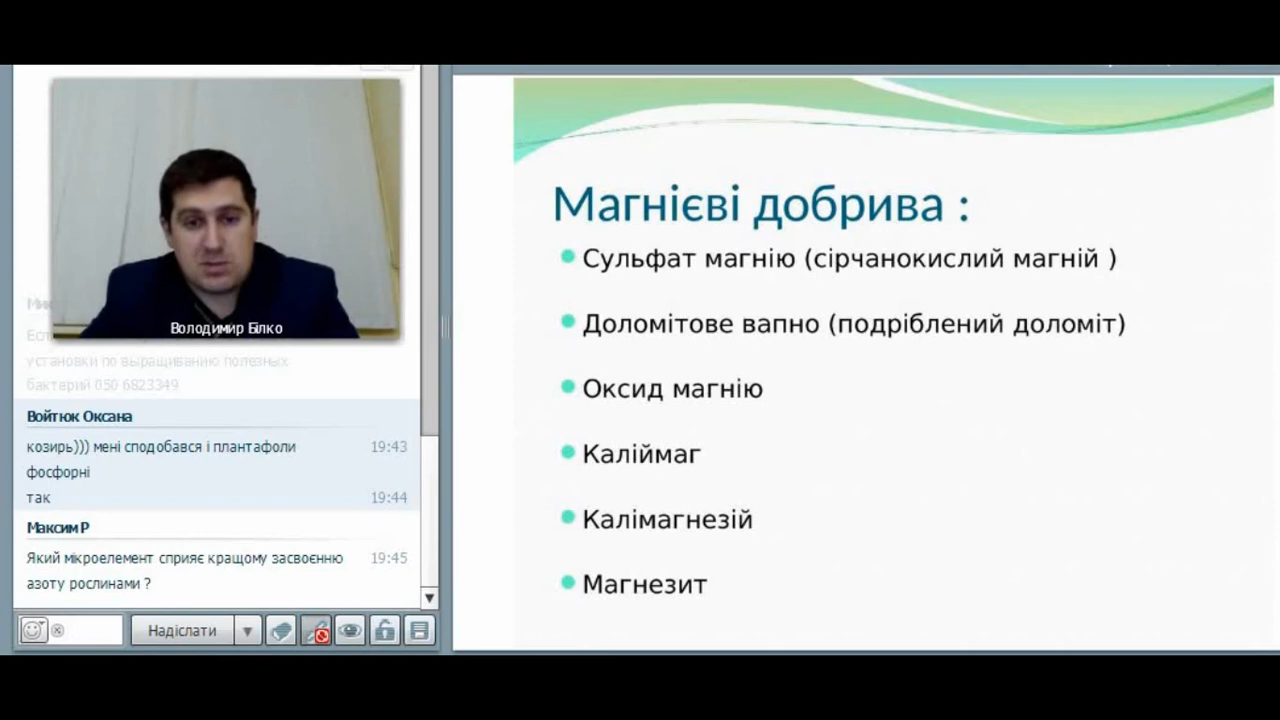 Володимир Білко
установки по выращиванию полезных
бактерий 050 6823349
Войтюк Оксана
козирь))) мені сподобався і плантафоли 19:43
фосфорні
так 19:44
Максим Р
Який мікроелемент сприяє кращому засвоєнню 19:45
азоту рослинами ?
Надіслати
Магнієві добрива :
Сульфат магнію (сірчанокислий магній )
Доломітове вапно (подріблений доломіт)
Оксид магнію
Каліймаг
Калімагнезій
Магнезит